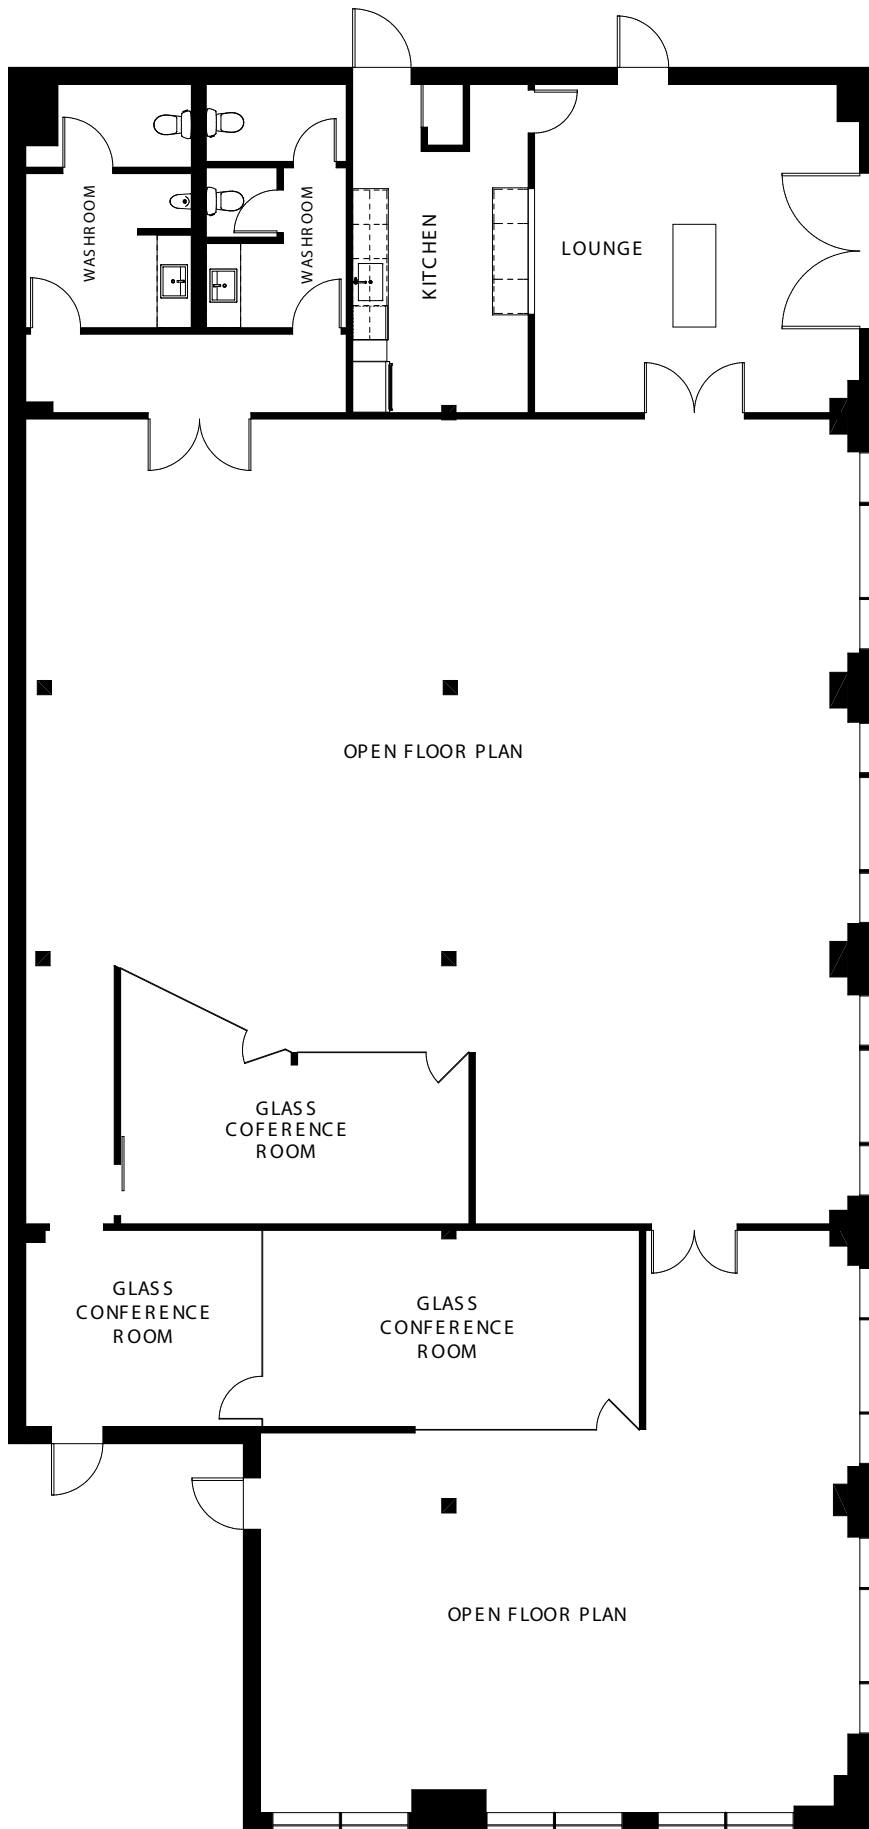 WASHROOM
WASHROOM
KITCHEN
LOUNGE
OPEN FLOOR PLAN
GLASS
COFERENCE
ROOM
GLASS
CONFERENCE
ROOM
GLASS
CONFERENCE
ROOM
OPEN FLOOR PLAN